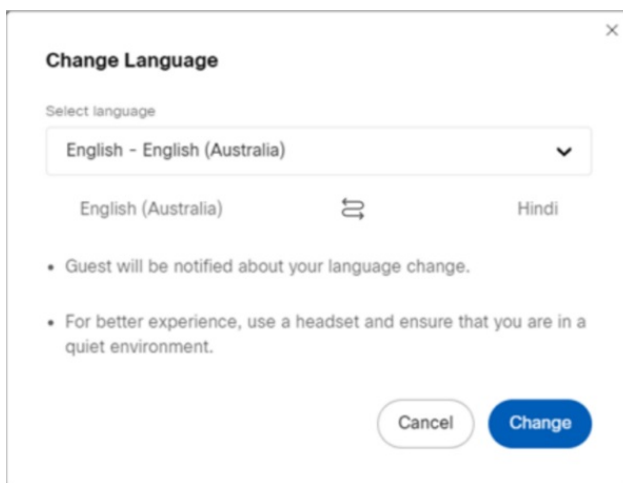 Change Language
Select language
English - English (Australia)
English (Australia) Hindi
• Guest will be notified about your language change.
• For better experience, use a headset and ensure that you are in a
quiet environment.
Cancel Change